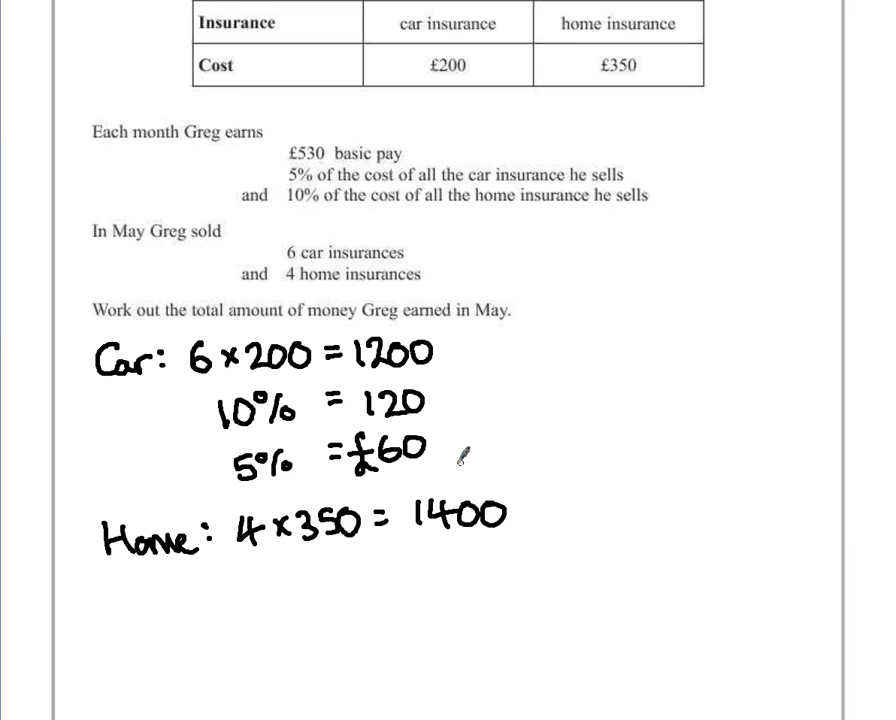 Insurance car insurance home insurance
Cost £200 £350
Each month Greg earns
£530 basic pay
5% of the cost of all the car insurance he sells
and 10% of the cost of all the home insurance he sells
In May Greg sold
6 car insurances
and 4 home insurances
Work out the total amount of money Greg earned in May.
Car: 6 × 200 = 1200
10% = 120
5% = £60
Home: 4 × 350 = 1400